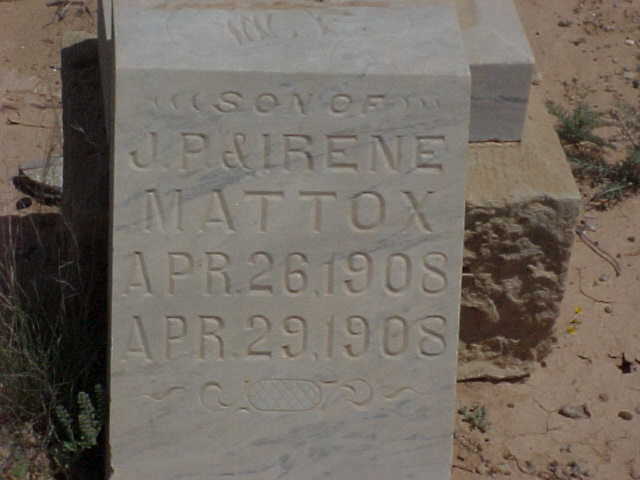 SON OF
J.P. & IRENE
MATTOX
APR. 26, 1908
APR. 29, 1908